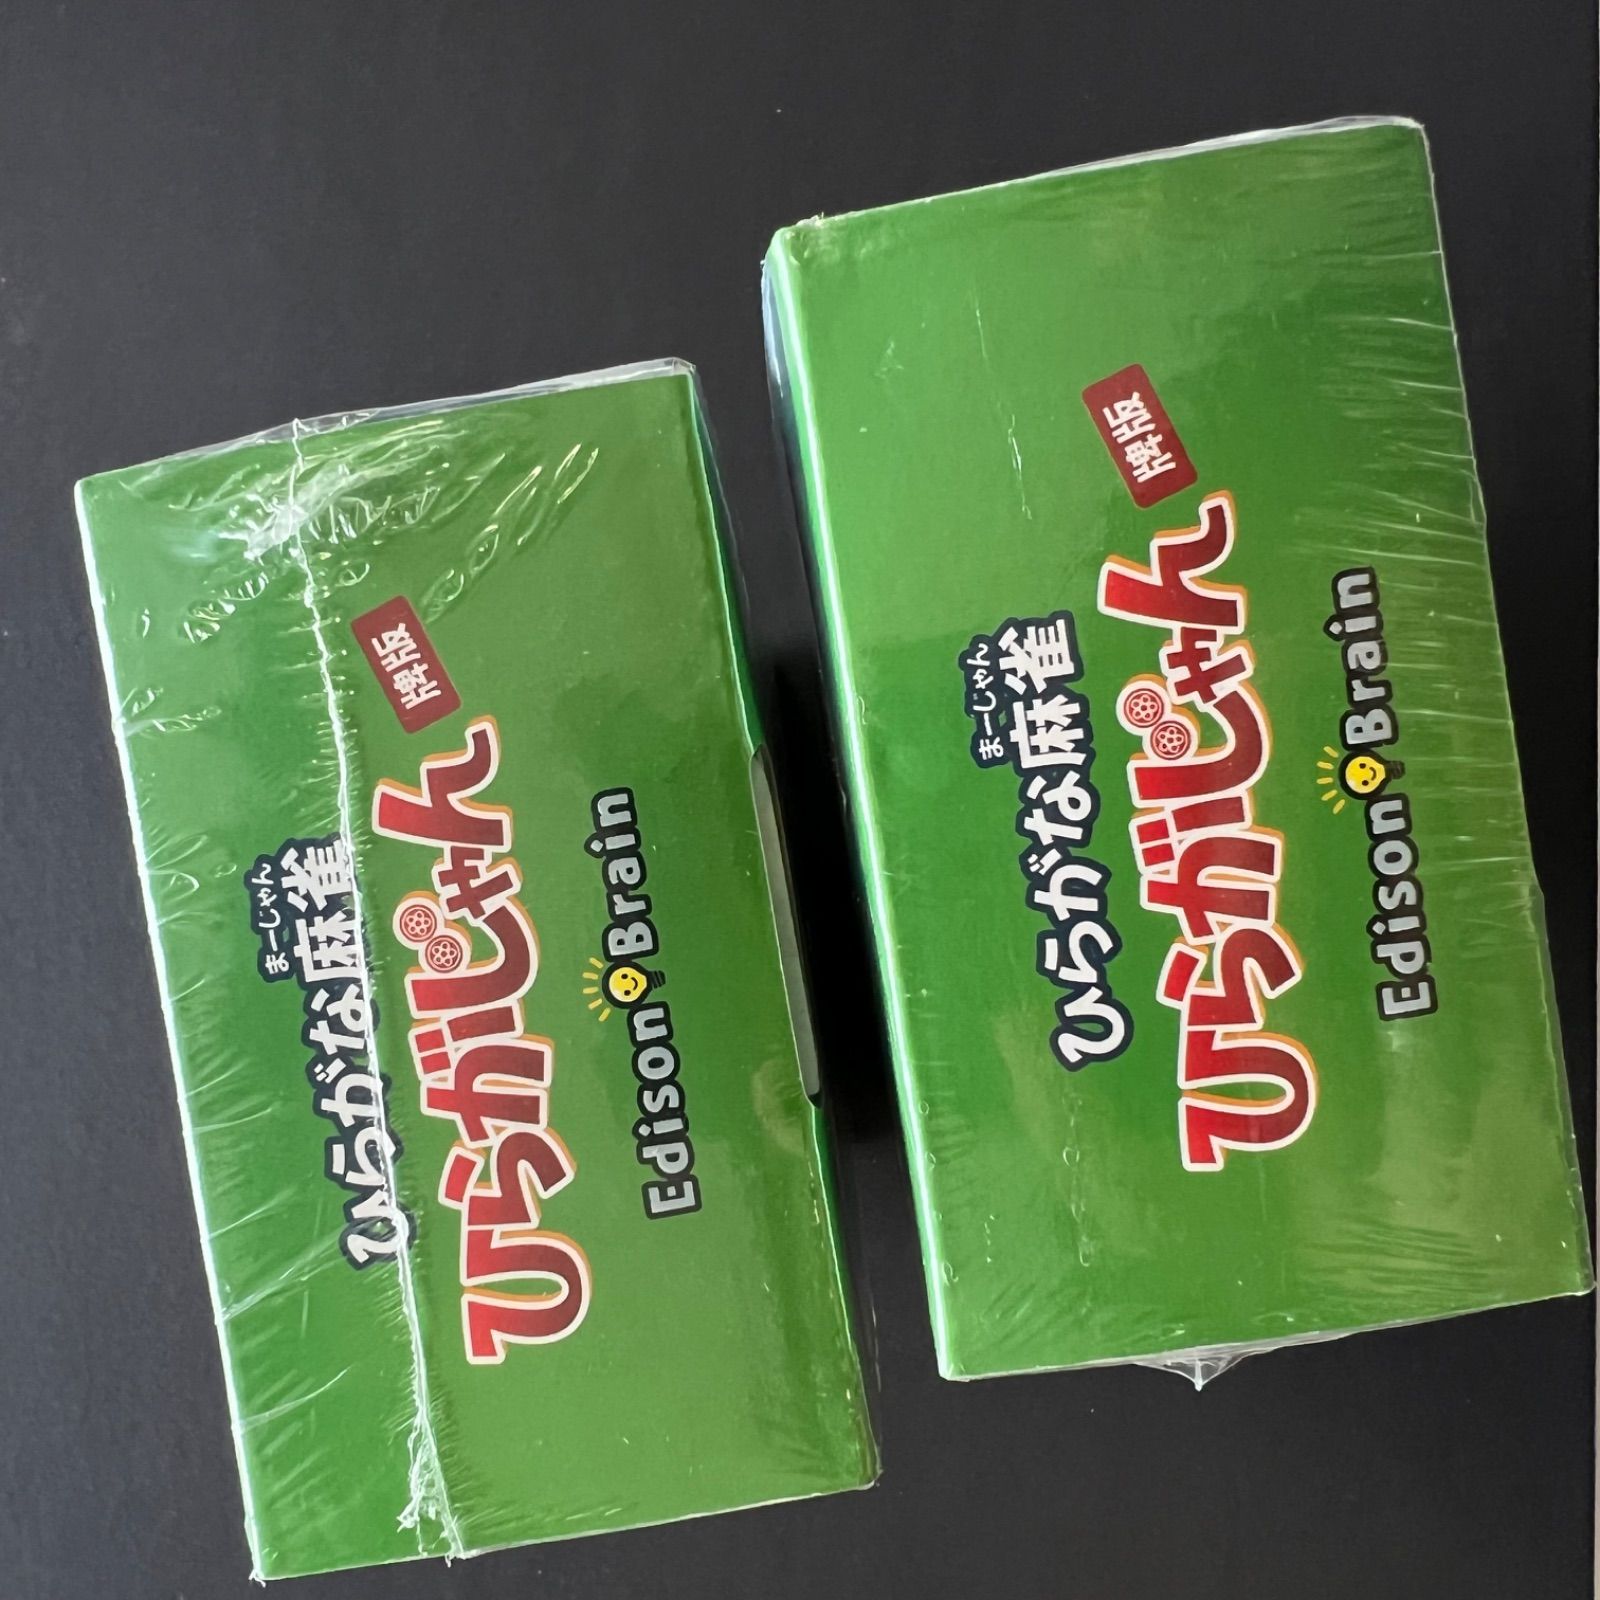 まーじゃん
ひらがな麻雀
ひらがじゃん
牌版
Edison Brain
まーじゃん
ひらがな麻雀
ひらがじゃん
牌版
Edison Brain